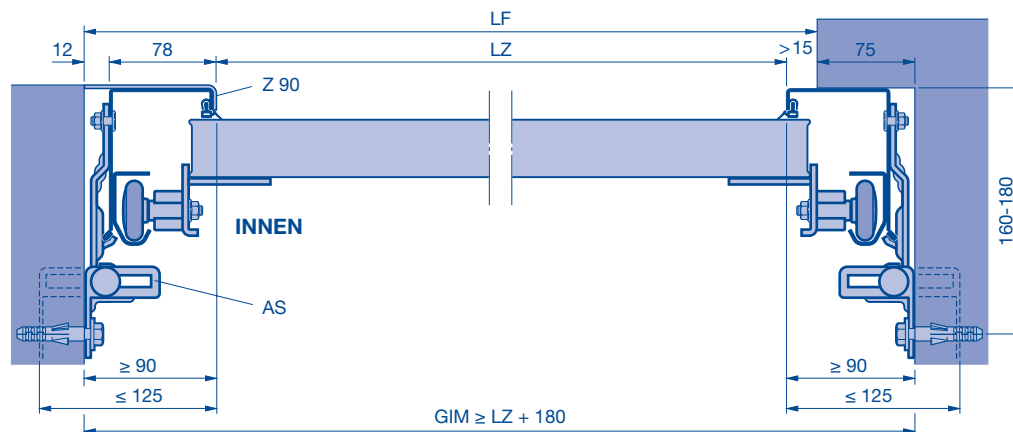 LF
12
78
LZ
>15
75
Z 90
160-180
INNEN
AS
≥ 90
≥ 90
≤ 125
≤ 125
GIM ≥ LZ + 180